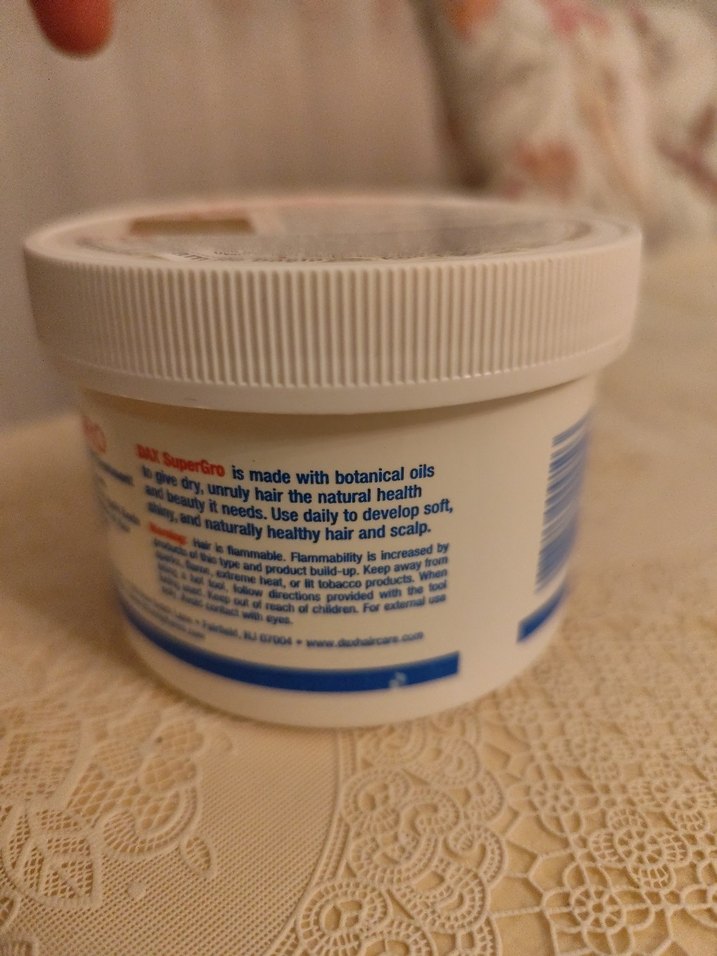 DAX SuperGro is made with botanical oils
to give dry, unruly hair the natural health
and beauty it needs. Use daily to develop soft,
shiny, and naturally healthy hair and scalp.
Warning: Hair is flammable. Flammability is increased by
products of this type and product build-up. Keep away from
sparks, flame, extreme heat, or lit tobacco products. When
using a hot tool, follow directions provided with the tool
being used. Keep out of reach of children. For external use
only. Avoid contact with eyes.
Fairfield, NJ 07004 • www.daxhaircare.com